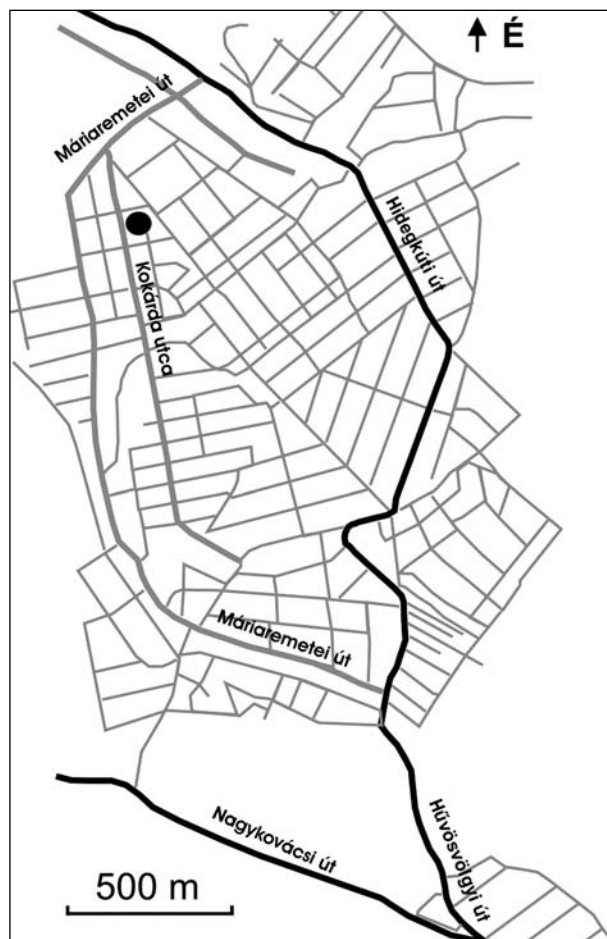 É
Máriaremetei út
Hidegkúti út
Kokárda utca
Máriaremetei út
Nagykovácsi út
Hűvösvölgyi út
500 m